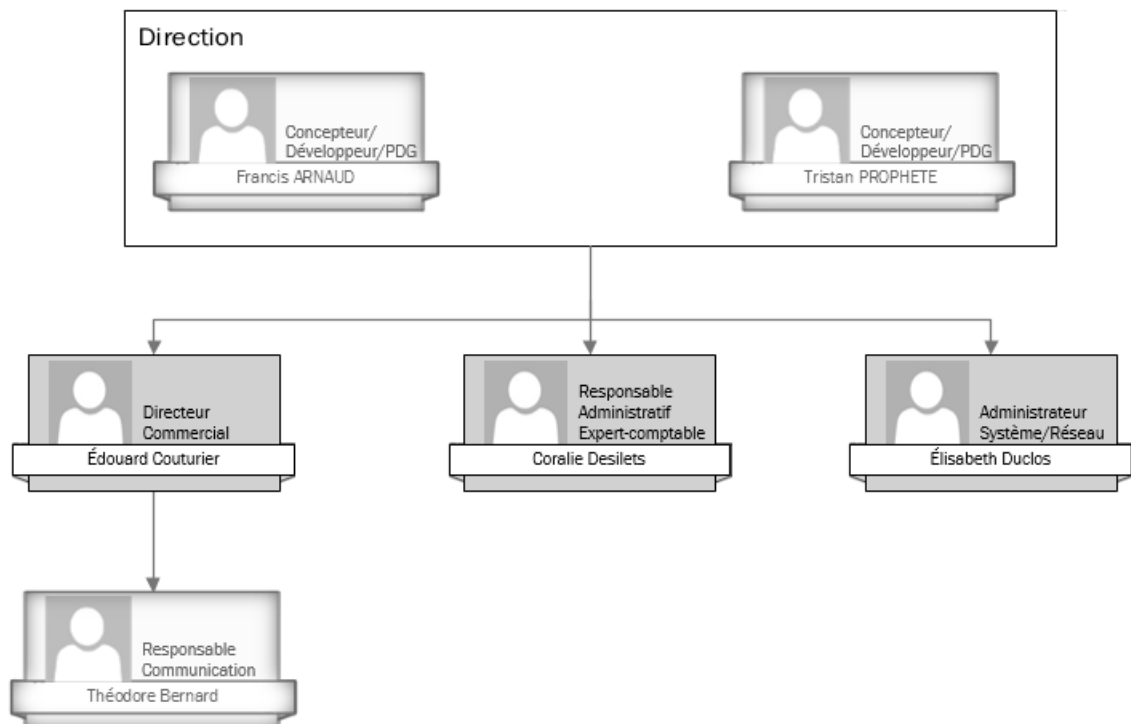 Direction
Concepteur/
Développeur/PDG
Francis ARNAUD
Concepteur/
Développeur/PDG
Tristan PROPHETE
Directeur
Commercial
Édouard Couturier
Responsable
Administratif
Expert-comptable
Coralie Desilets
Administrateur
Système/Réseau
Élisabeth Duclos
Responsable
Communication
Théodore Bernard